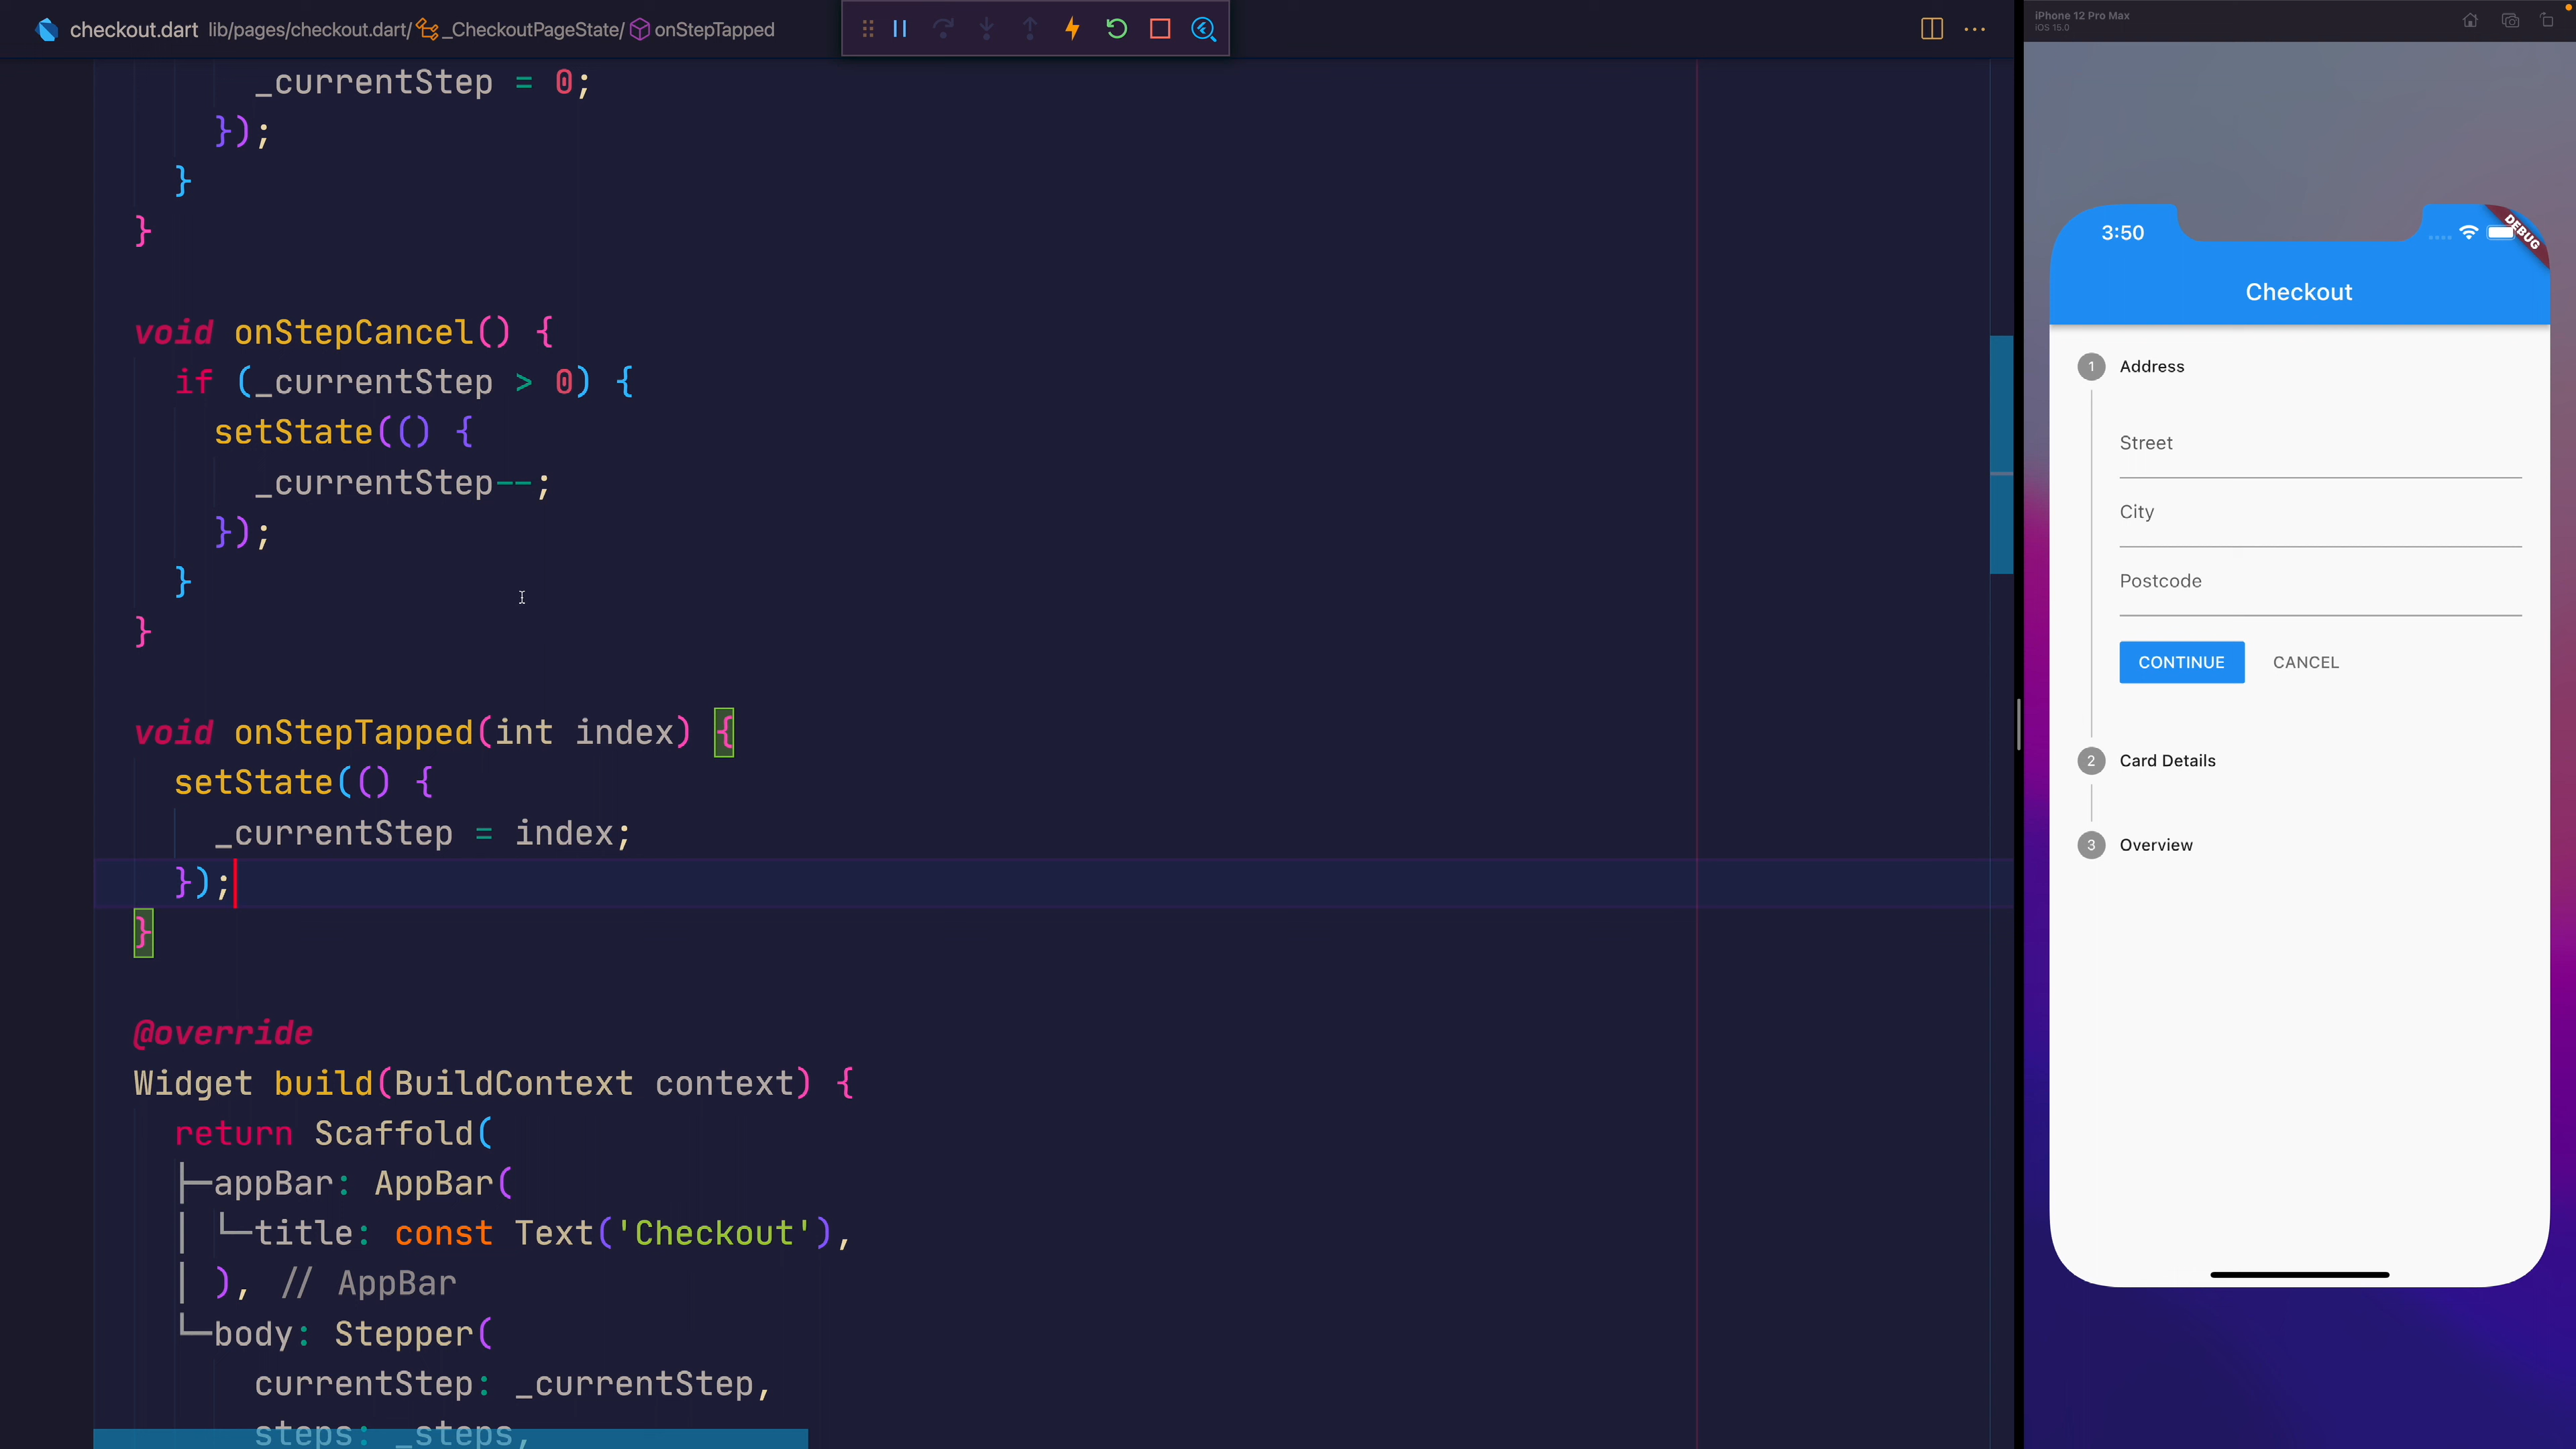 checkout.dart lib/pages/checkout.dart/ _CheckoutPageState/ onStepTapped
_currentStep = 0;
});
}
}
void onStepCancel() {
if (_currentStep > 0) {
setState(() {
_currentStep--;
});
}
}
void onStepTapped(int index) {
setState(() {
_currentStep = index;
});
}
@override
Widget build(BuildContext context) {
return Scaffold(
appBar: AppBar(
title: const Text('Checkout'),
), // AppBar
body: Stepper(
currentStep: _currentStep,
steps: _steps,
iPhone 12 Pro Max
iOS 15.0
3:50
DEBUG
Checkout
1 Address
Street
City
Postcode
CONTINUE CANCEL
2 Card Details
3 Overview